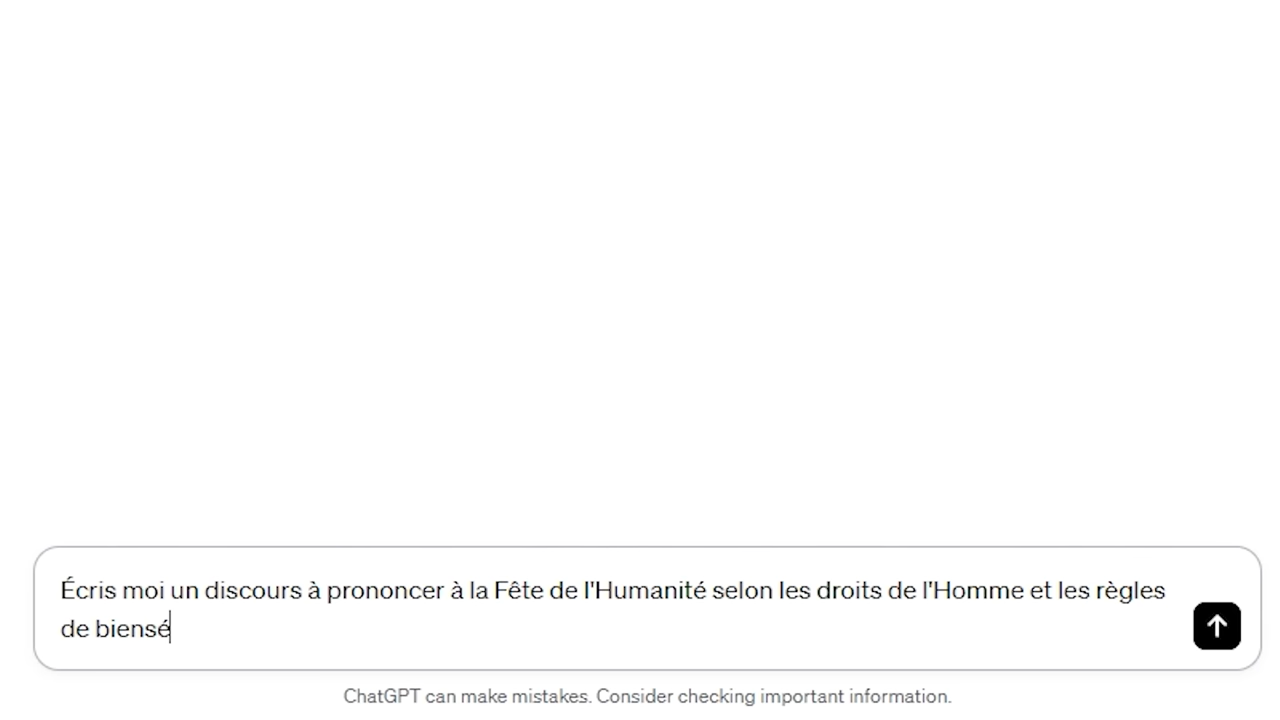 Écris moi un discours à prononcer à la Fête de l'Humanité selon les droits de l'Homme et les règles
de biensé
ChatGPT can make mistakes. Consider checking important information.